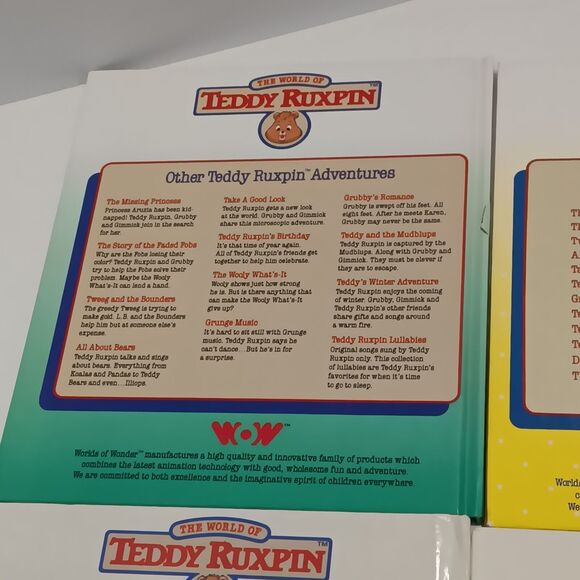 THE WORLD OF
TEDDY RUXPIN™
Other Teddy Ruxpin™ Adventures
The Missing Princess
Princess Aruzia has been kid-
napped! Teddy Ruxpin, Grubby
and Gimmick join in the search
for her.
The Story of the Faded Fobs
Why are the Fobs losing their
color? Teddy Ruxpin and Grubby
try to help the Fobs solve their
problem. Maybe the Wooly
What's-It can lend a hand.
Tweeg and the Bounders
The greedy Tweeg is trying to
make gold. L.B. and the Bounders
help him but at someone else's
expense.
All About Bears
Teddy Ruxpin talks and sings
about bears. Everything from
Koalas and Pandas to Teddy
Bears and even...Illiops.
Take A Good Look
Teddy Ruxpin gets a new look
at the world. Grubby and Gimmick
share this microscopic adventure.
Teddy Ruxpin's Birthday
It's that time of year again.
All of Teddy Ruxpin's friends get
together to help him celebrate.
The Wooly What's-It
Wooly shows just how strong
he is. But is there anything that
can make the Wooly What's-It
give up?
Grunge Music
It's hard to sit still with Grunge
music. Teddy Ruxpin says he
can't dance...But he's in for
a surprise.
Grubby's Romance
Grubby is swept off his feet. All
eight feet. After he meets Karen,
Grubby may never be the same.
Teddy and the Mudblups
Teddy Ruxpin is captured by the
Mudblups. Along with Grubby and
Gimmick. They must be clever if
they are to escape.
Teddy's Winter Adventure
Teddy Ruxpin enjoys the coming
of winter. Grubby, Gimmick and
Teddy Ruxpin's other friends
share gifts and songs around
a warm fire.
Teddy Ruxpin Lullabies
Original songs sung by Teddy
Ruxpin only. This collection
of lullabies are Teddy Ruxpin's
favorites for when it's time
to go to sleep.
WOW™
Worlds of Wonder™ manufactures a high quality and innovative family of products which
combines the latest animation technology with good, wholesome fun and adventure.
We are committed to both excellence and the imaginative spirit of children everywhere.
THE WORLD OF
TEDDY RUXPIN™
Worlds
We